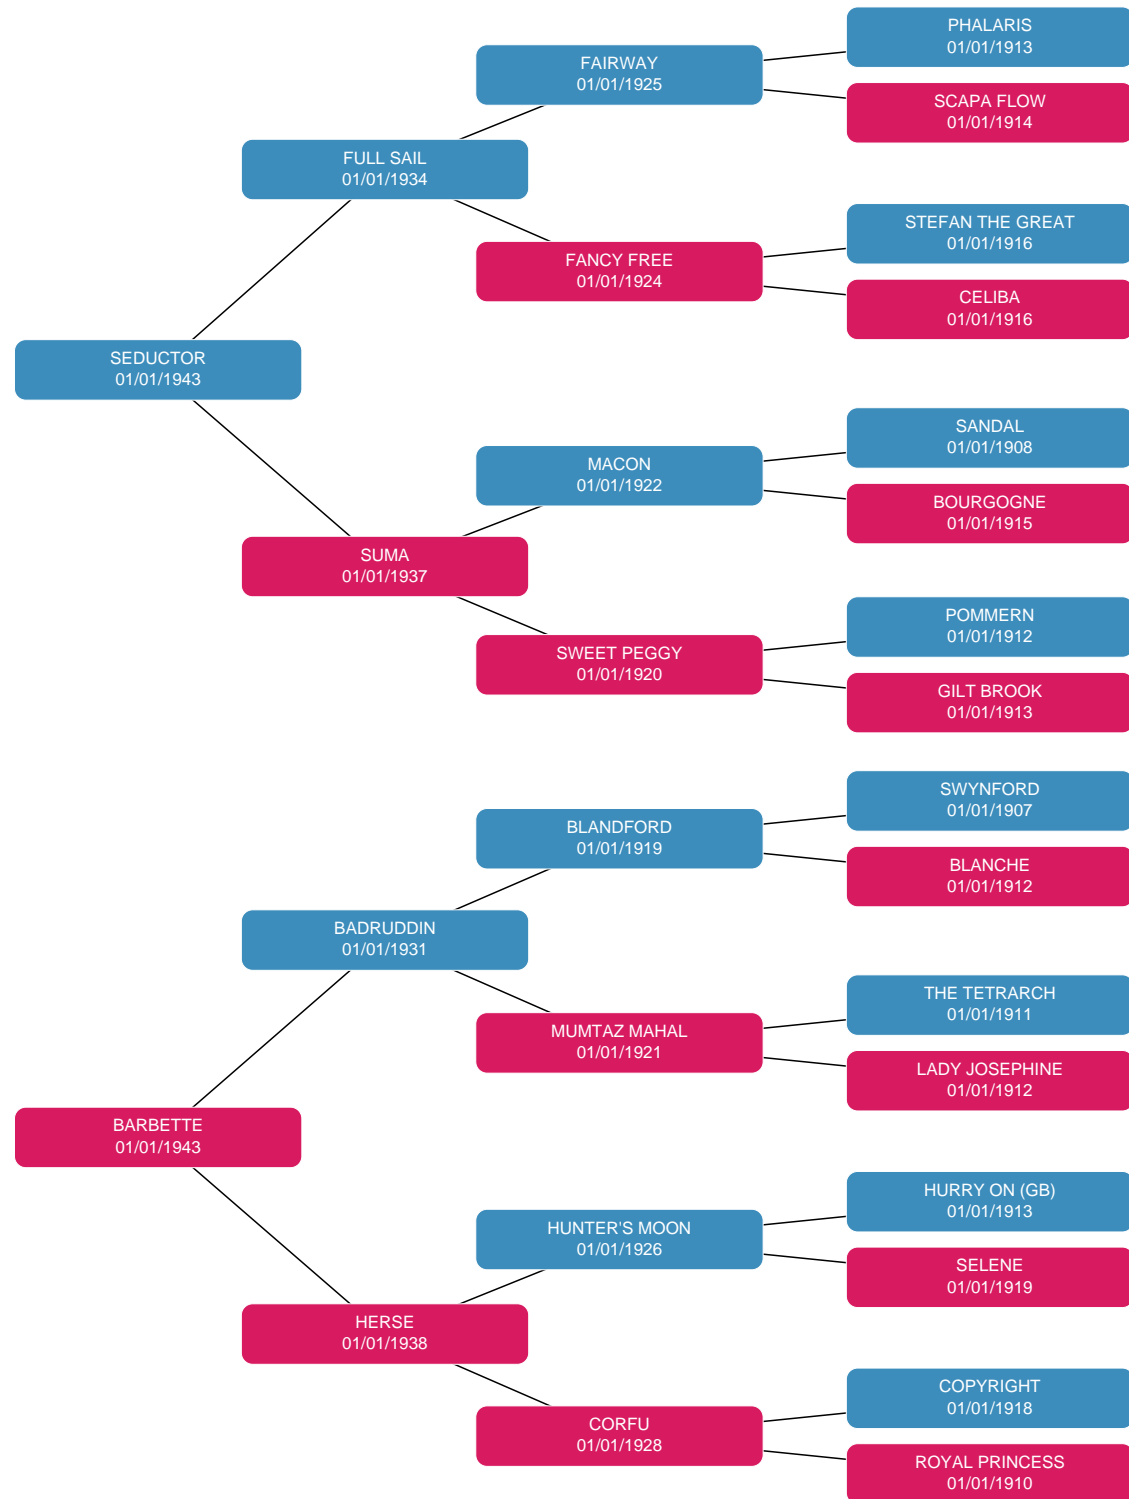 PHALARIS
01/01/1913
FAIRWAY
01/01/1925
SCAPA FLOW
01/01/1914
FULL SAIL
01/01/1934
STEFAN THE GREAT
01/01/1916
FANCY FREE
01/01/1924
CELIBA
01/01/1916
SEDUCTOR
01/01/1943
SANDAL
01/01/1908
MACON
01/01/1922
BOURGOGNE
01/01/1915
SUMA
01/01/1937
POMMERN
01/01/1912
SWEET PEGGY
01/01/1920
GILT BROOK
01/01/1913
SWYNFORD
01/01/1907
BLANDFORD
01/01/1919
BLANCHE
01/01/1912
BADRUDDIN
01/01/1931
THE TETRARCH
01/01/1911
MUMTAZ MAHAL
01/01/1921
LADY JOSEPHINE
01/01/1912
BARBETTE
01/01/1943
HURRY ON (GB)
01/01/1913
HUNTER'S MOON
01/01/1926
SELENE
01/01/1919
HERSE
01/01/1938
COPYRIGHT
01/01/1918
CORFU
01/01/1928
ROYAL PRINCESS
01/01/1910